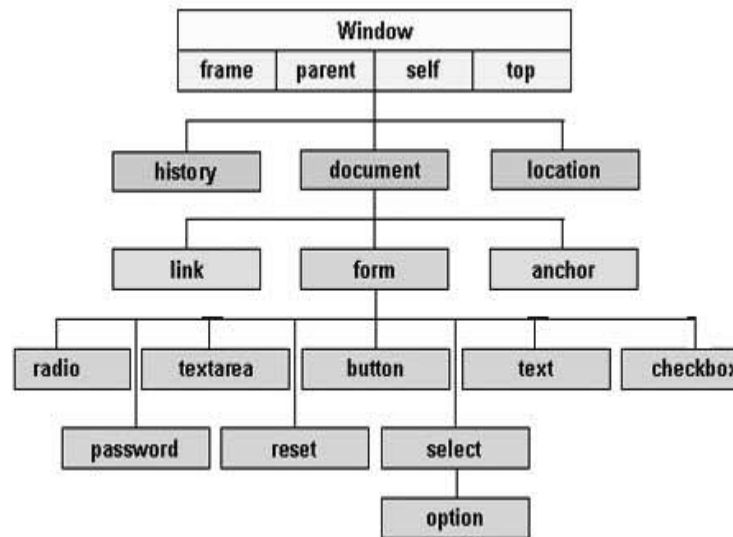 Window
frame parent self top
history document location
link form anchor
radio textarea button text checkbox
password reset select
option